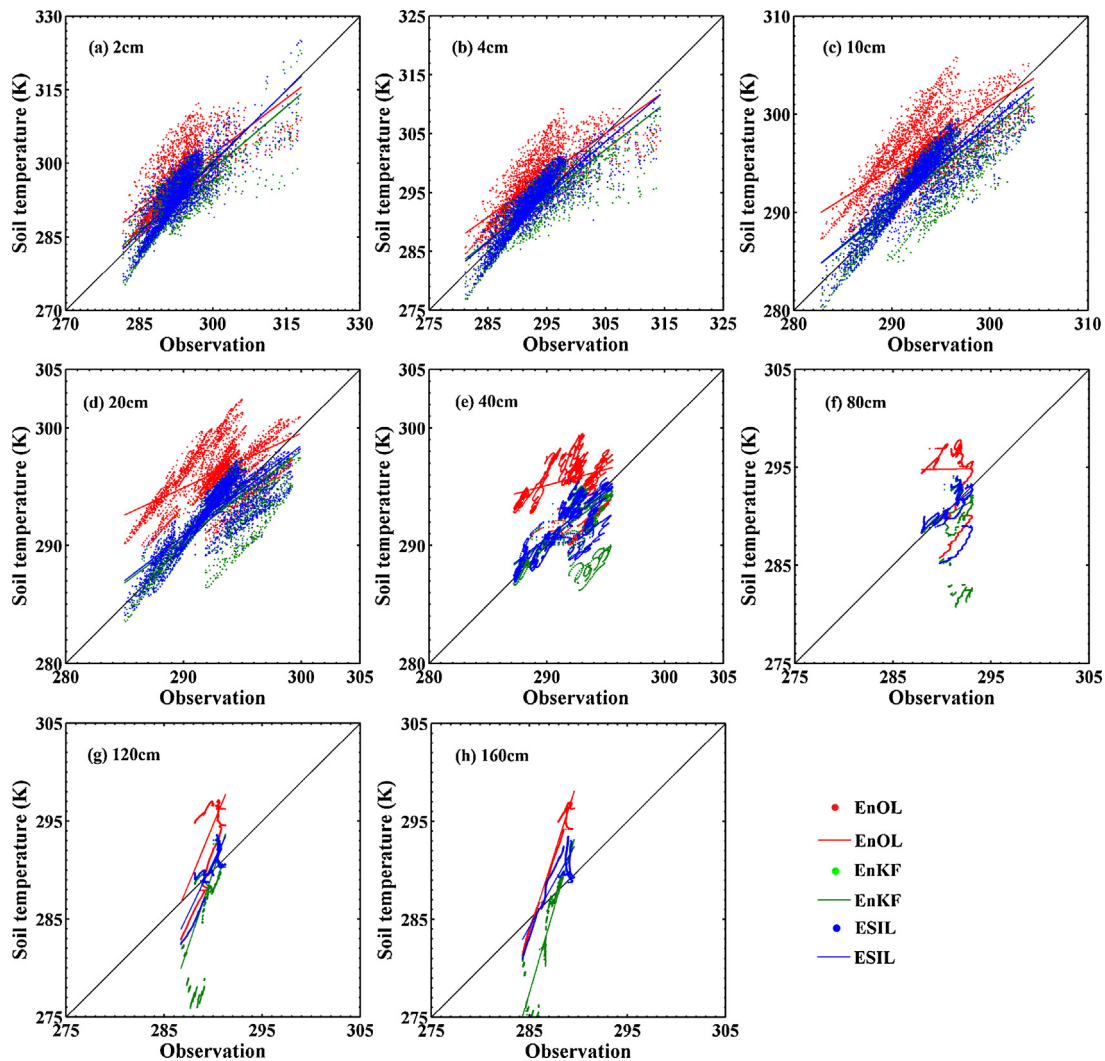 330
315
300
285
270
Soil temperature (K)
(a) 2cm
270 285 300 315 330
Observation
325
315
305
295
285
275
Soil temperature (K)
(b) 4cm
275 285 295 305 315 325
Observation
310
300
290
280
Soil temperature (K)
(c) 10cm
280 290 300 310
Observation
305
300
290
280
Soil temperature (K)
(d) 20cm
280 290 300 305
Observation
305
300
290
280
Soil temperature (K)
(e) 40cm
280 290 300 305
Observation
305
295
285
275
Soil temperature (K)
(f) 80cm
275 285 295 305
Observation
305
295
285
275
Soil temperature (K)
(g) 120cm
275 285 295 305
Observation
305
295
285
275
Soil temperature (K)
(h) 160cm
275 285 295 305
Observation
EnOL
EnOL
EnKF
EnKF
ESIL
ESIL